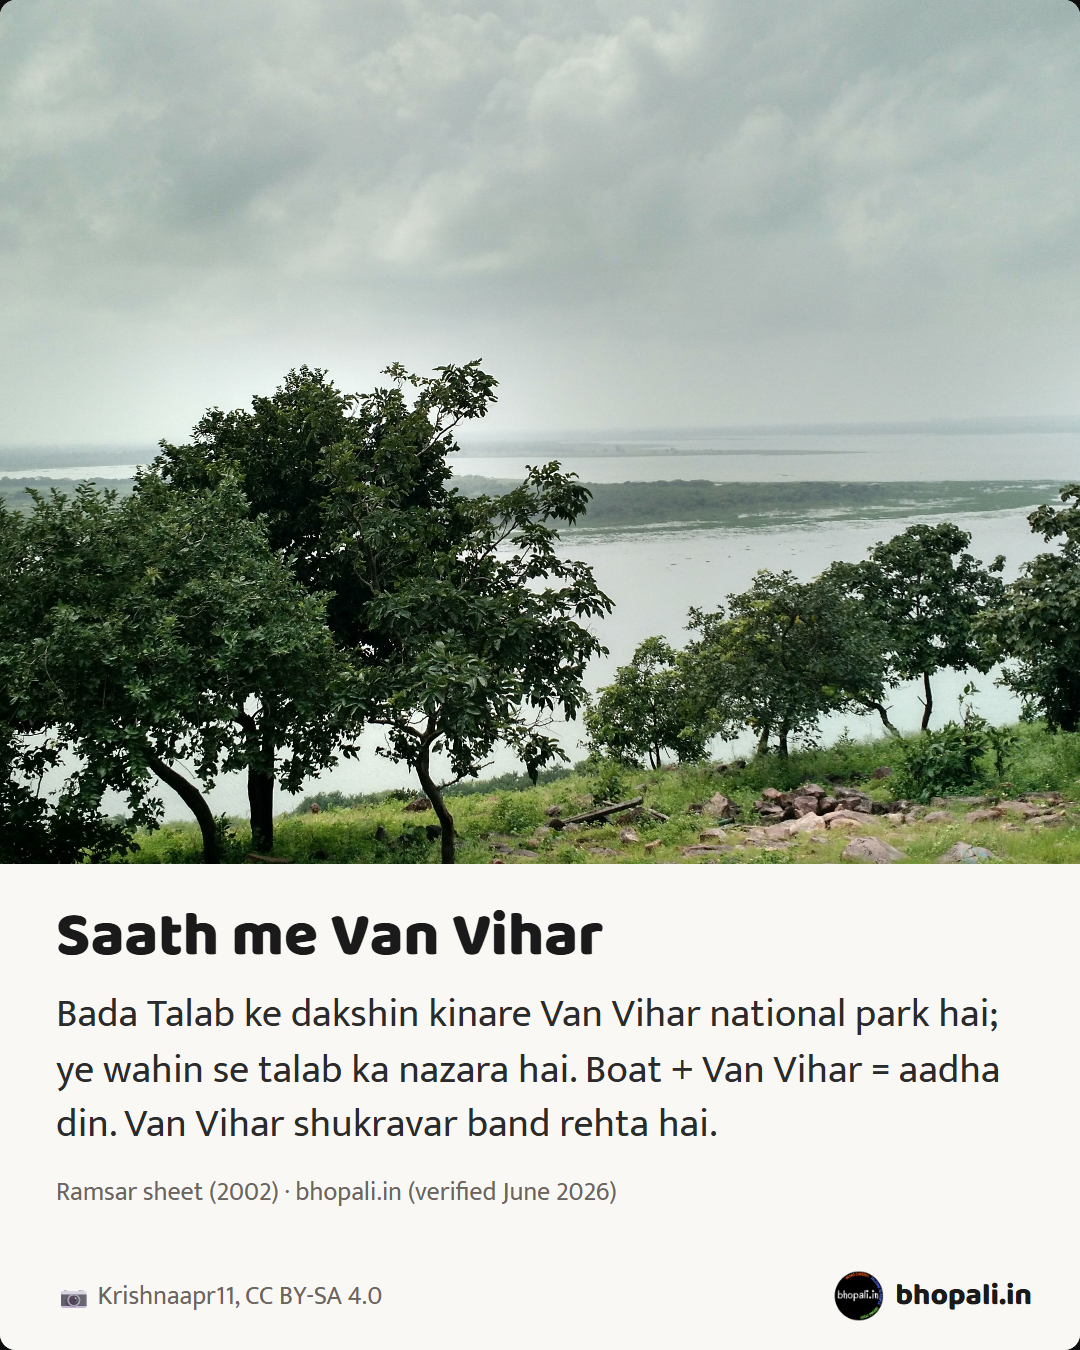 Saath me Van Vihar
Bada Talab ke dakshin kinare Van Vihar national park hai;
ye wahin se talab ka nazara hai. Boat + Van Vihar = aadha
din. Van Vihar shukravar band rehta hai.
Ramsar sheet (2002) · bhopali.in (verified June 2026)
Krishnaapr11, CC BY-SA 4.0
bhopali.in
bhopali.in